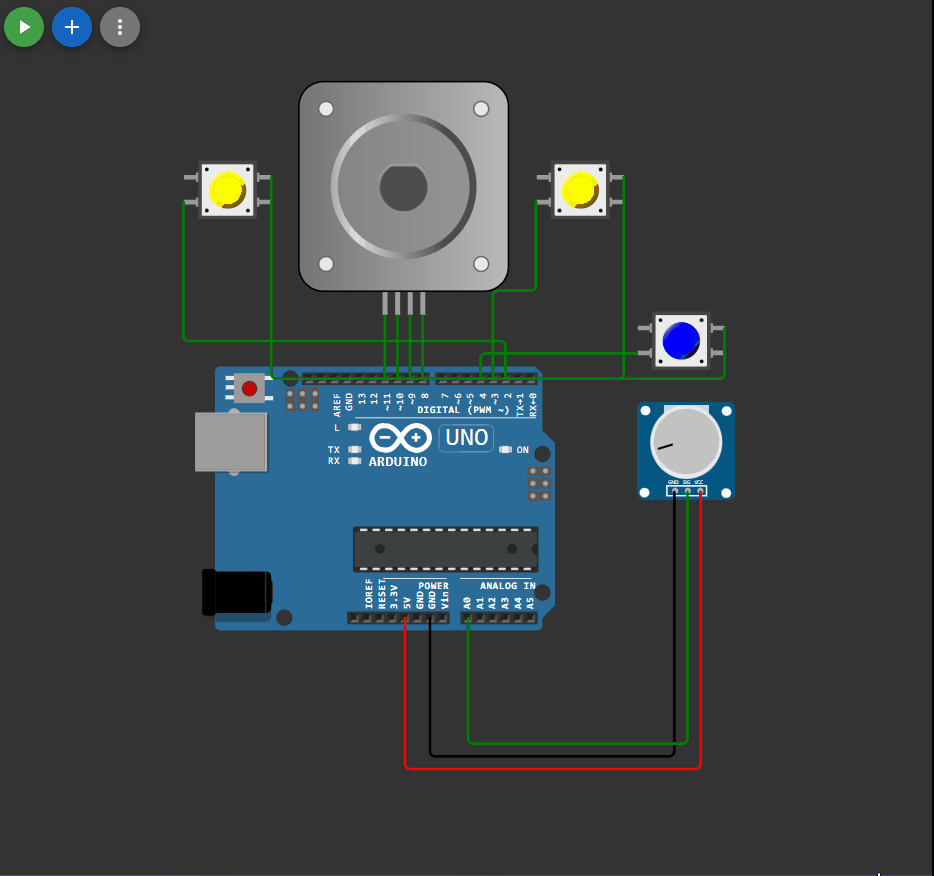 AREF
GND
13
12
~11
~10
~9
8
7
~6
~5
4
~3
2
TX→1
RX←0
DIGITAL (PWM ~)
L
UNO
TX
RX
ON
ARDUINO
GND SIG VCC
POWER
ANALOG IN
IOREF
RESET
3.3V
5V
GND
GND
Vin
A0
A1
A2
A3
A4
A5